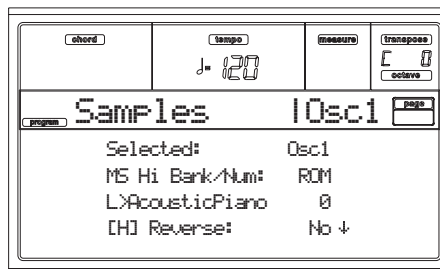 chord tempo measure transpose
♩= 120 C 0
octave
program Samples |Osc1 page
Selected: Osc1
MS Hi Bank/Num: ROM
L>AcousticPiano 0
[H] Reverse: No ↓